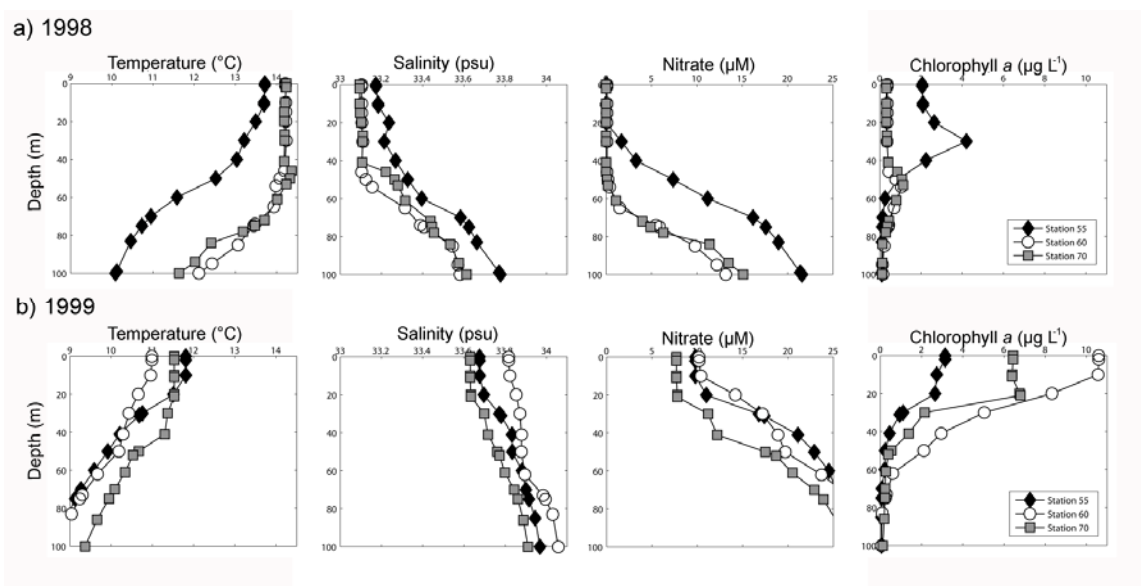 a) 1998
Temperature (°C)
9 10 11 12 13 14
Salinity (psu)
33 33.2 33.4 33.6 33.8 34
Nitrate (µM)
0 5 10 15 20 25
Chlorophyll a (µg L⁻¹)
0 2 4 6 8 10
Depth (m)
0
20
40
60
80
100
Station 55
Station 60
Station 70
b) 1999
Temperature (°C)
9 10 11 12 13 14
Salinity (psu)
33 33.2 33.4 33.6 33.8 34
Nitrate (µM)
0 5 10 15 20 25
Chlorophyll a (µg L⁻¹)
0 2 4 6 8 10
Depth (m)
0
20
40
60
80
100
Station 55
Station 60
Station 70